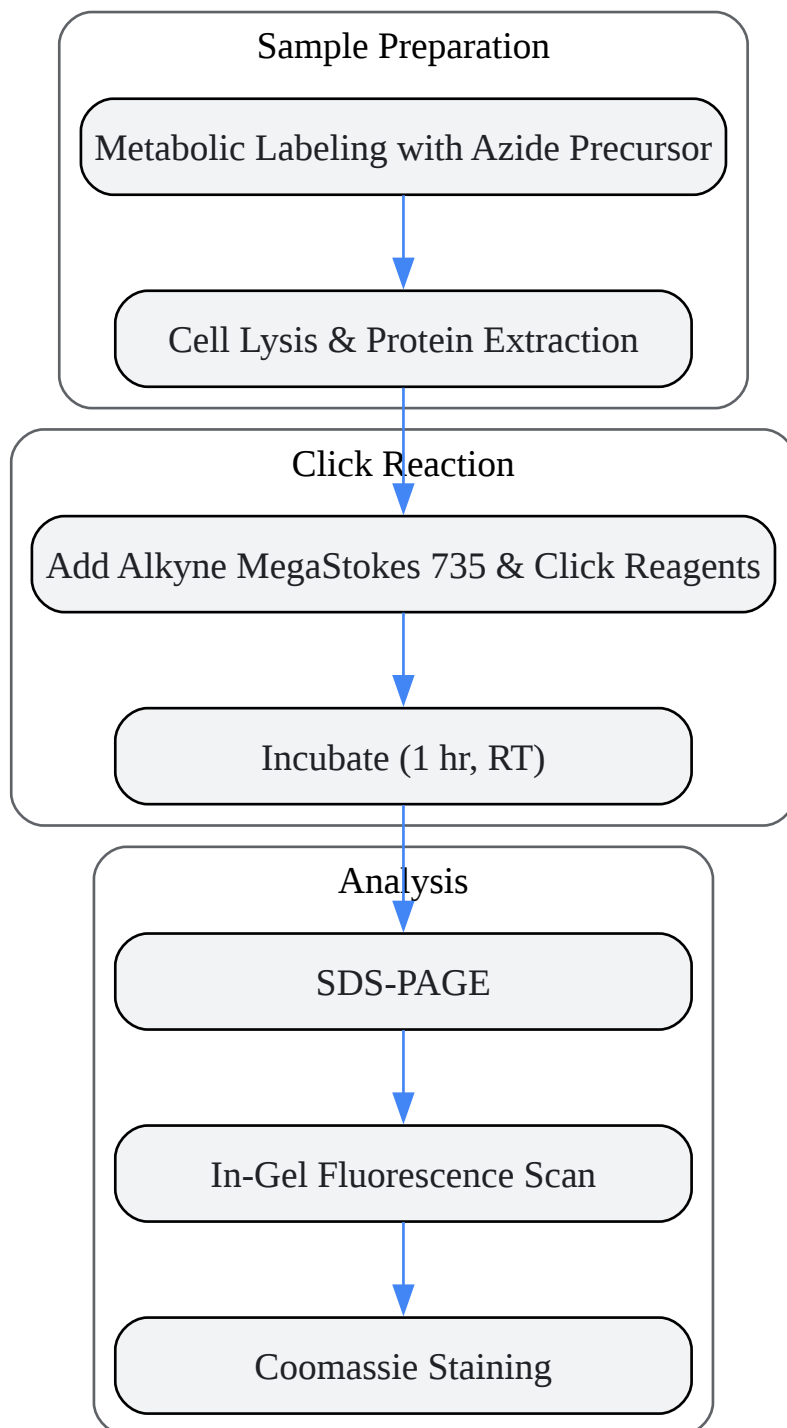 Sample Preparation
Metabolic Labeling with Azide Precursor
Cell Lysis & Protein Extraction
Click Reaction
Add Alkyne MegaStokes 735 & Click Reagents
Incubate (1 hr, RT)
Analysis
SDS-PAGE
In-Gel Fluorescence Scan
Coomassie Staining